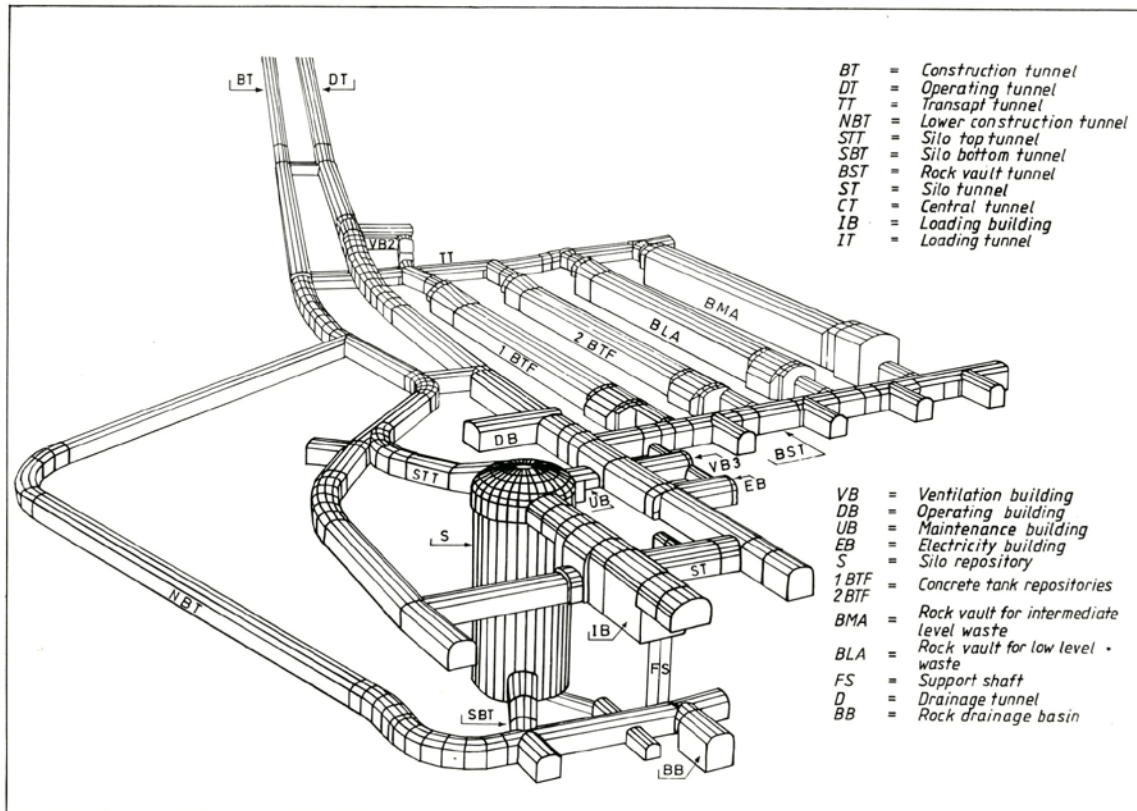 BT
DT
BT = Construction tunnel
DT = Operating tunnel
TT = Transapt tunnel
NBT = Lower construction tunnel
STT = Silo top tunnel
SBT = Silo bottom tunnel
BST = Rock vault tunnel
ST = Silo tunnel
CT = Central tunnel
IB = Loading building
IT = Loading tunnel
VB2
TT
BMA
BLA
2 BTF
1 BTF
DB
BST
VB3
EB
STT
UB
S
ST
NBT
IB
FS
SBT
BB
VB = Ventilation building
DB = Operating building
UB = Maintenance building
EB = Electricity building
S = Silo repository
1 BTF
2 BTF = Concrete tank repositories
BMA = Rock vault for intermediate
level waste
BLA = Rock vault for low level
waste
FS = Support shaft
D = Drainage tunnel
BB = Rock drainage basin